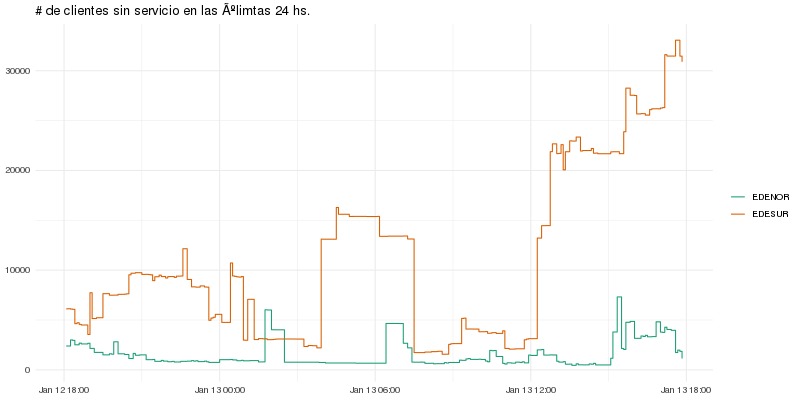 # de clientes sin servicio en las Ãºlimtas 24 hs.
30000
20000
10000
0
Jan 12 18:00
Jan 13 00:00
Jan 13 06:00
Jan 13 12:00
Jan 13 18:00
EDENOR
EDESUR